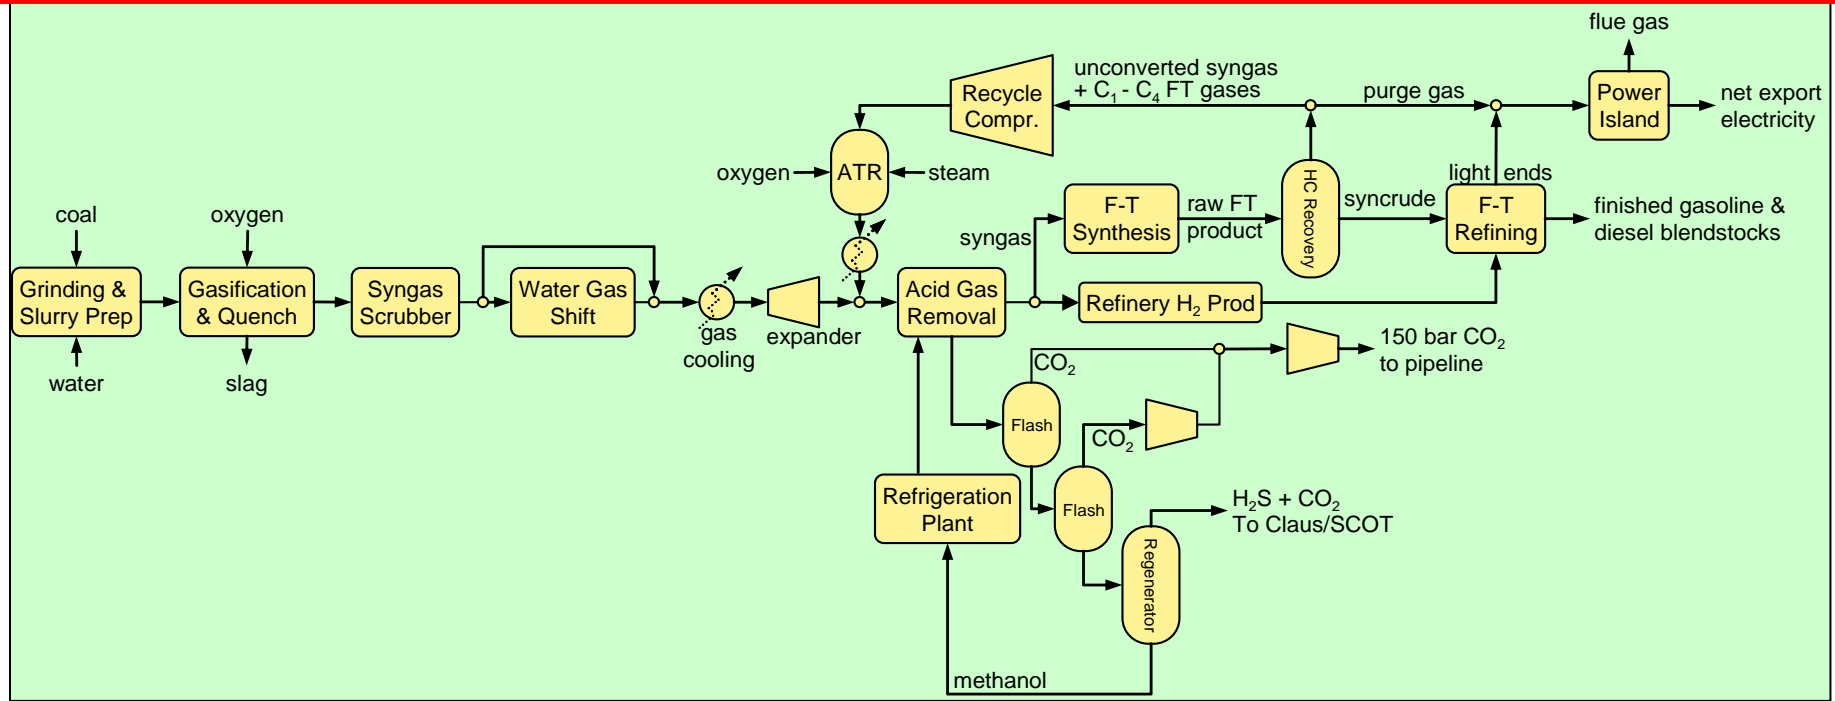 flue gas
unconverted syngas
+ C₁ - C₄ FT gases
purge gas
Recycle
Compr.
Power
Island
net export
electricity
oxygen
ATR
steam
HC Recovery
light ends
coal
oxygen
F-T
Synthesis
raw FT
product
syncrude
F-T
Refining
finished gasoline &
diesel blendstocks
syngas
Grinding &
Slurry Prep
Gasification
& Quench
Syngas
Scrubber
Water Gas
Shift
gas
cooling
expander
Acid Gas
Removal
Refinery H₂ Prod
water
slag
CO₂
150 bar CO₂
to pipeline
Flash
CO₂
Refrigeration
Plant
Flash
H₂S + CO₂
To Claus/SCOT
Regenerator
methanol